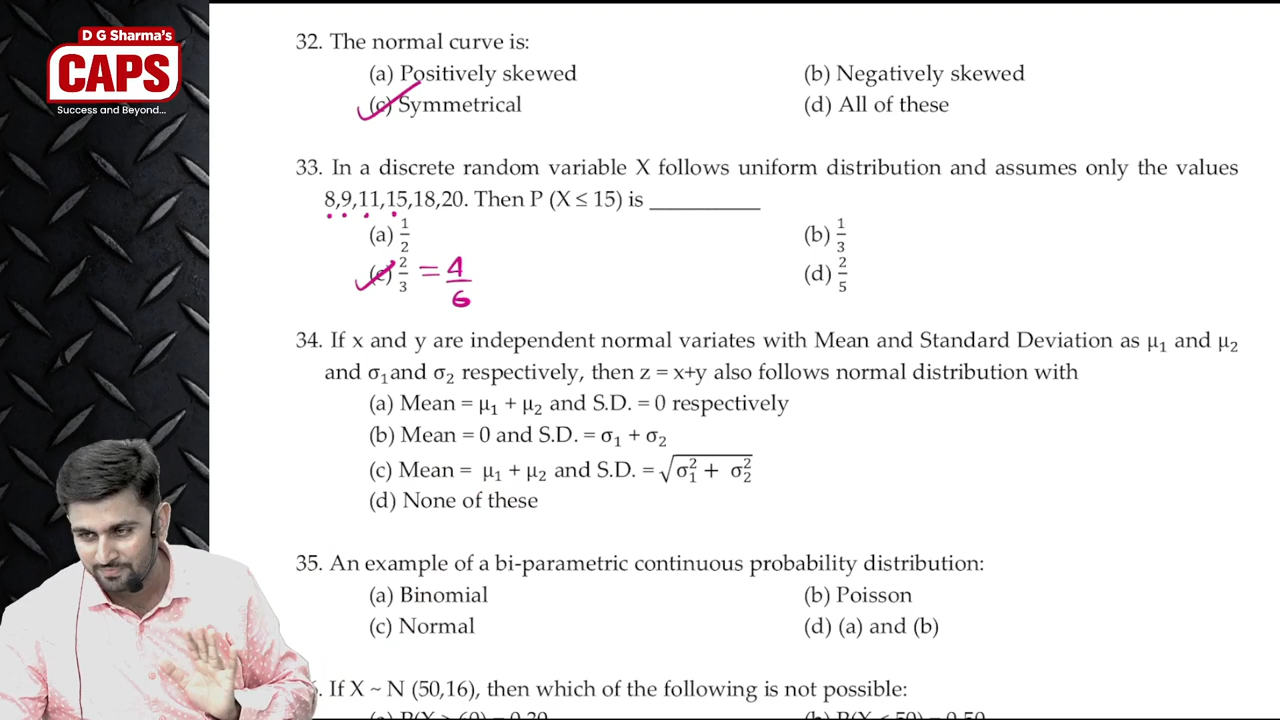 D G Sharma's
CAPS
Success and Beyond...
32. The normal curve is:
(a) Positively skewed (b) Negatively skewed
(c) Symmetrical (d) All of these
33. In a discrete random variable X follows uniform distribution and assumes only the values
8,9,11,15,18,20. Then P (X ≤ 15) is __________
(a) 1/2 (b) 1/3
(c) 2/3 = 4/6 (d) 2/5
34. If x and y are independent normal variates with Mean and Standard Deviation as μ₁ and μ₂
and σ₁and σ₂ respectively, then z = x+y also follows normal distribution with
(a) Mean = μ₁ + μ₂ and S.D. = 0 respectively
(b) Mean = 0 and S.D. = σ₁ + σ₂
(c) Mean = μ₁ + μ₂ and S.D. = √(σ₁² + σ₂²)
(d) None of these
35. An example of a bi-parametric continuous probability distribution:
(a) Binomial (b) Poisson
(c) Normal (d) (a) and (b)
. If X ~ N (50,16), then which of the following is not possible: